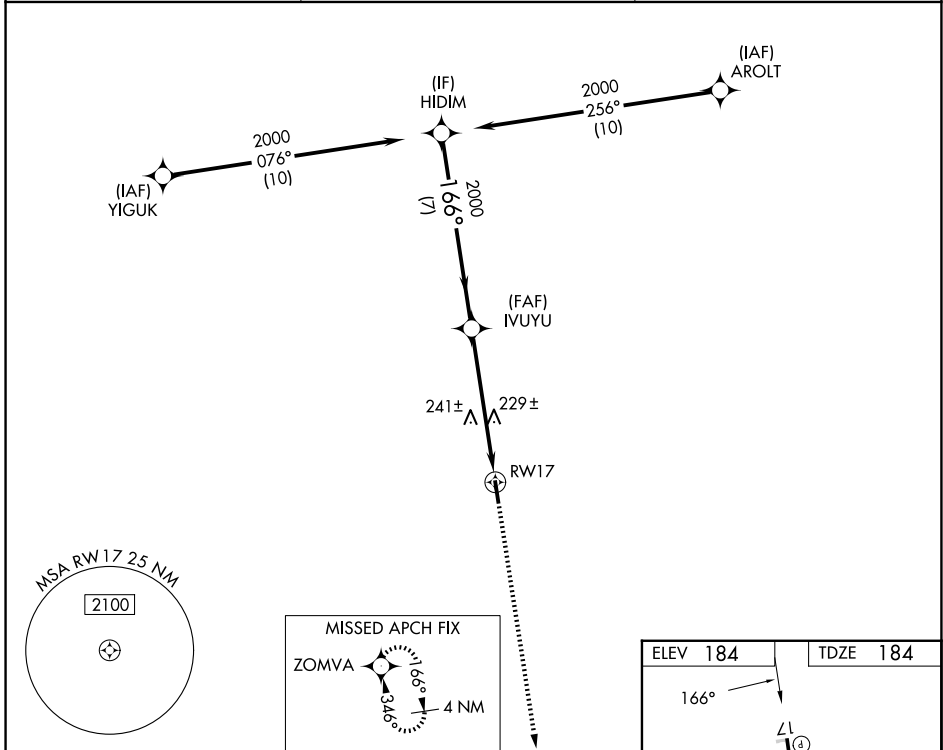 (IAF)
AROLT
(IF)
HIDIM
2000
256°
(10)
2000
076°
(10)
(IAF)
YIGUK
2000
166°
(7)
(FAF)
IVUYU
241±
229±
RW17
MSA RW17 25 NM
2100
MISSED APCH FIX
ZOMVA
166°
346°
4 NM
ELEV 184
TDZE 184
166°
17
P